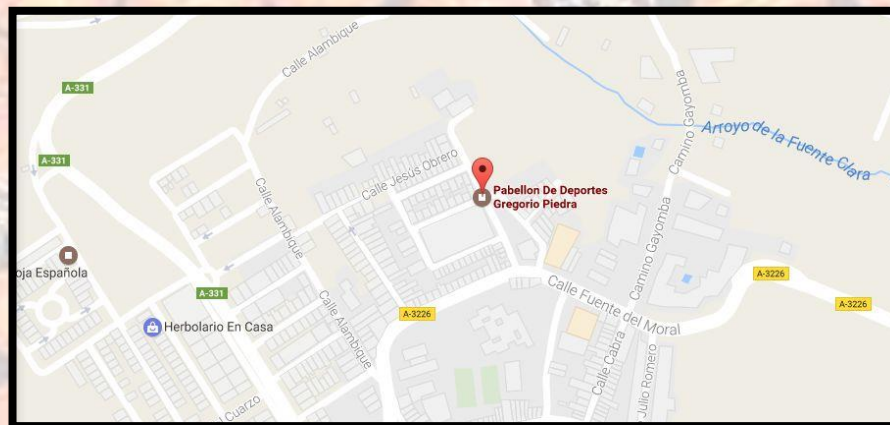 Calle Alambique
A-331
Arroyo de la Fuente Clara
Camino Gayomba
A-331
Calle Jesús Obrero
Calle Alambique
Pabellon De Deportes
Gregorio Piedra
Camino Gayomba
oja Española
A-331
A-3226
A-3226
Calle Fuente del Moral
A-3226
Herbolario En Casa
Calle Alambique
Calle Cabra
Julio Romero
l Cuarzo